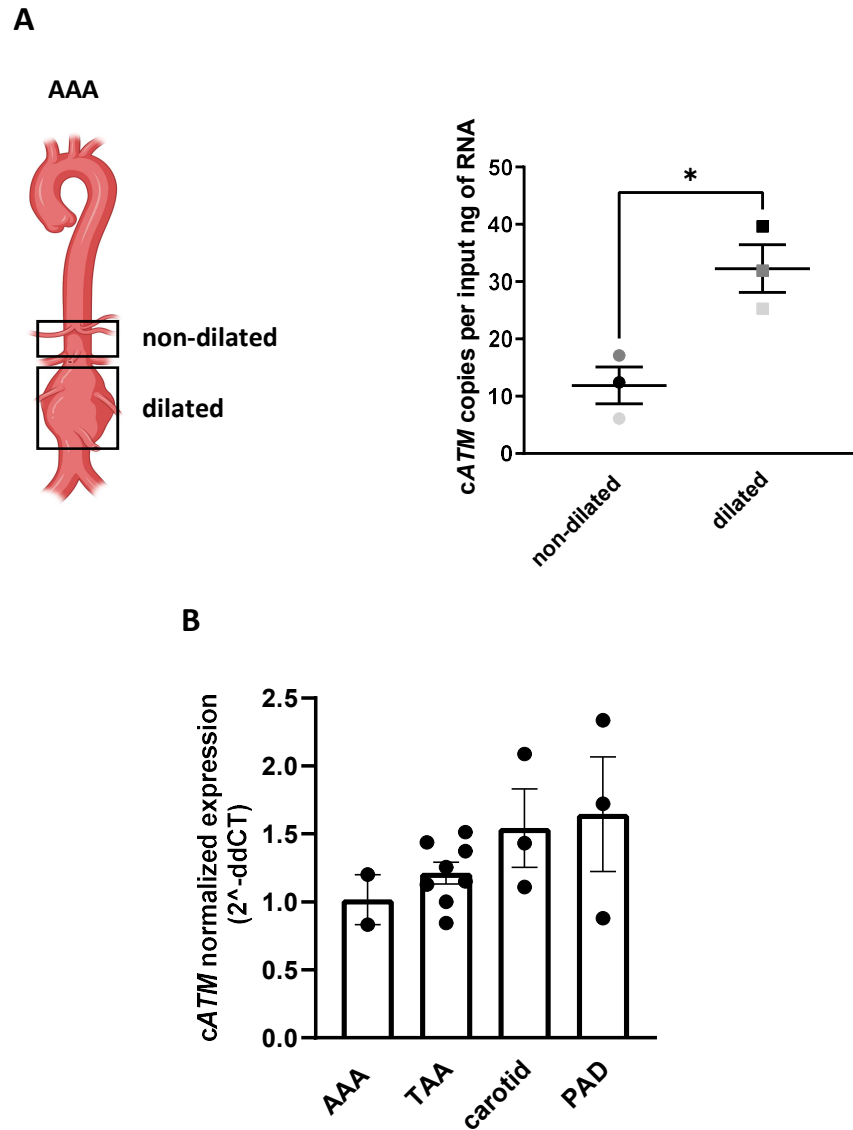 A
AAA
non-dilated
dilated
cATM copies per input ng of RNA
50
40
30
20
10
0
*
non-dilated
dilated
B
cATM normalized expression
(2^-ddCT)
2.5
2.0
1.5
1.0
0.5
0.0
AAA
TAA
carotid
PAD